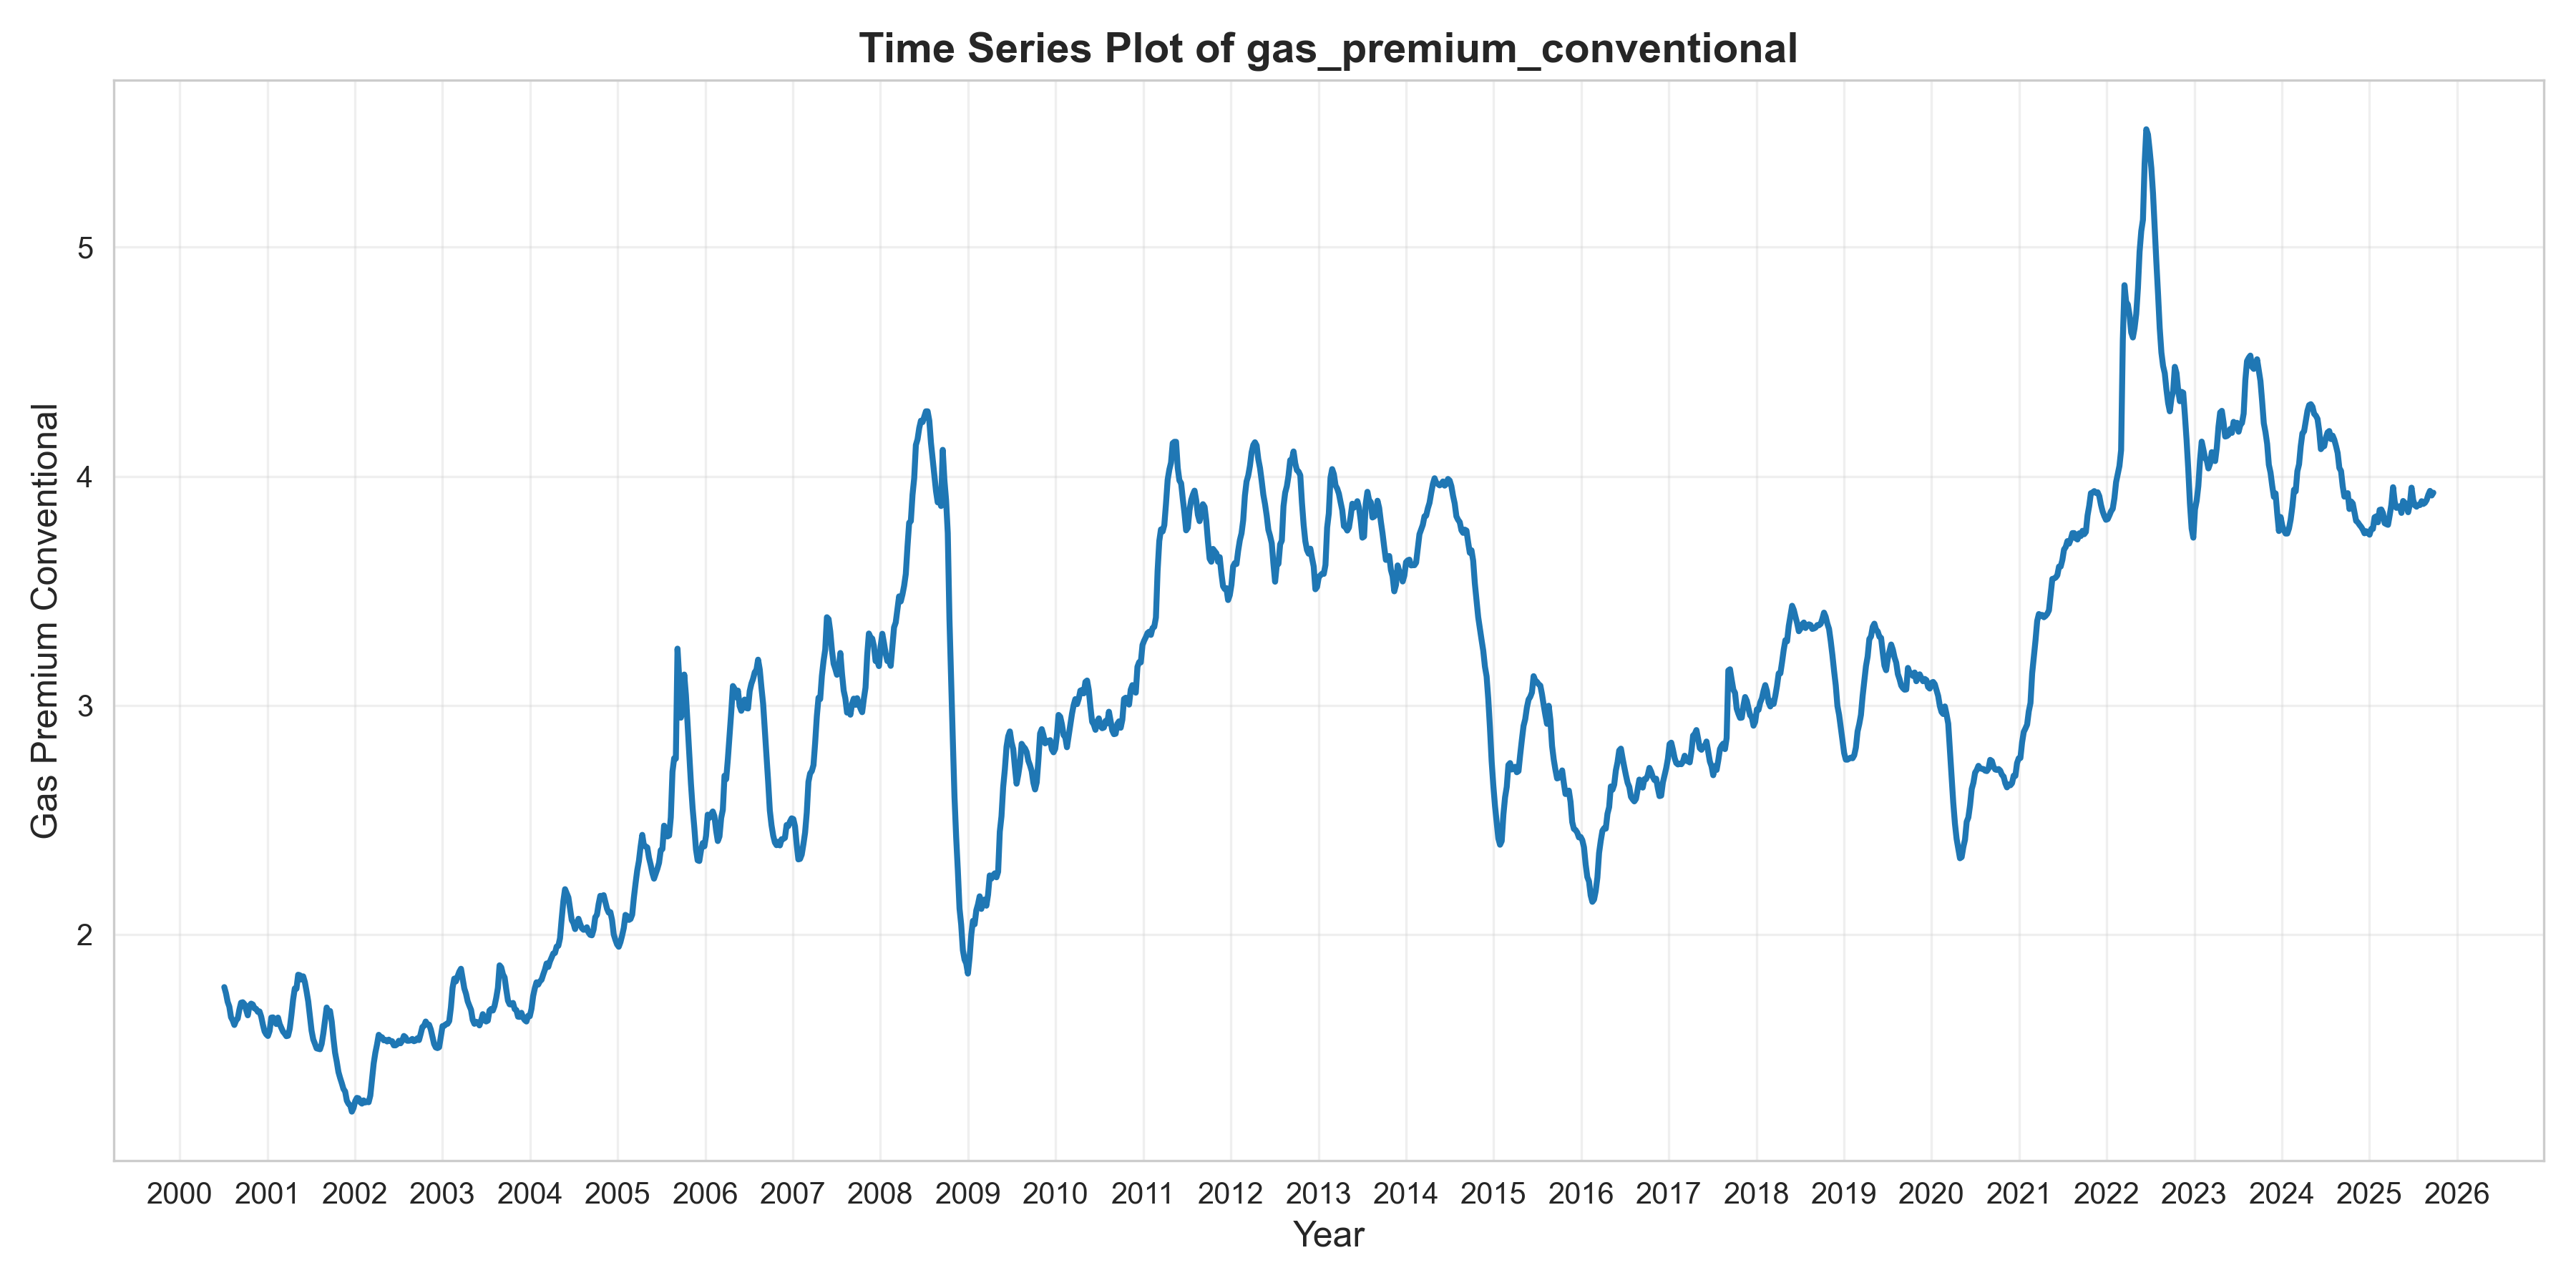 Time Series Plot of gas_premium_conventional
Gas Premium Conventional
5
4
3
2
2000 2001 2002 2003 2004 2005 2006 2007 2008 2009 2010 2011 2012 2013 2014 2015 2016 2017 2018 2019 2020 2021 2022 2023 2024 2025 2026
Year